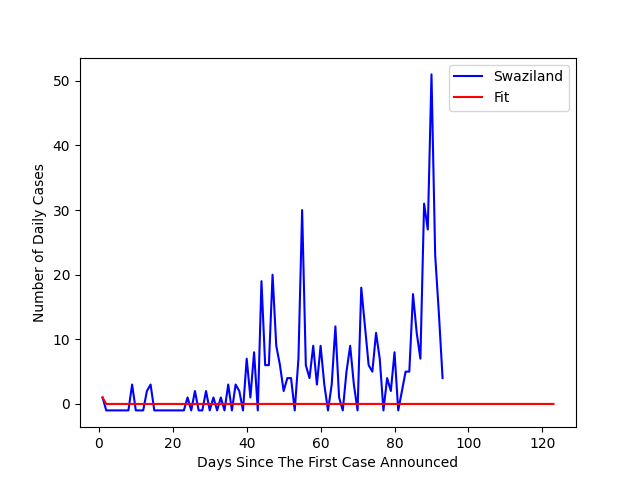 Swaziland
Fit
50
40
30
20
10
0
Number of Daily Cases
0 20 40 60 80 100 120
Days Since The First Case Announced